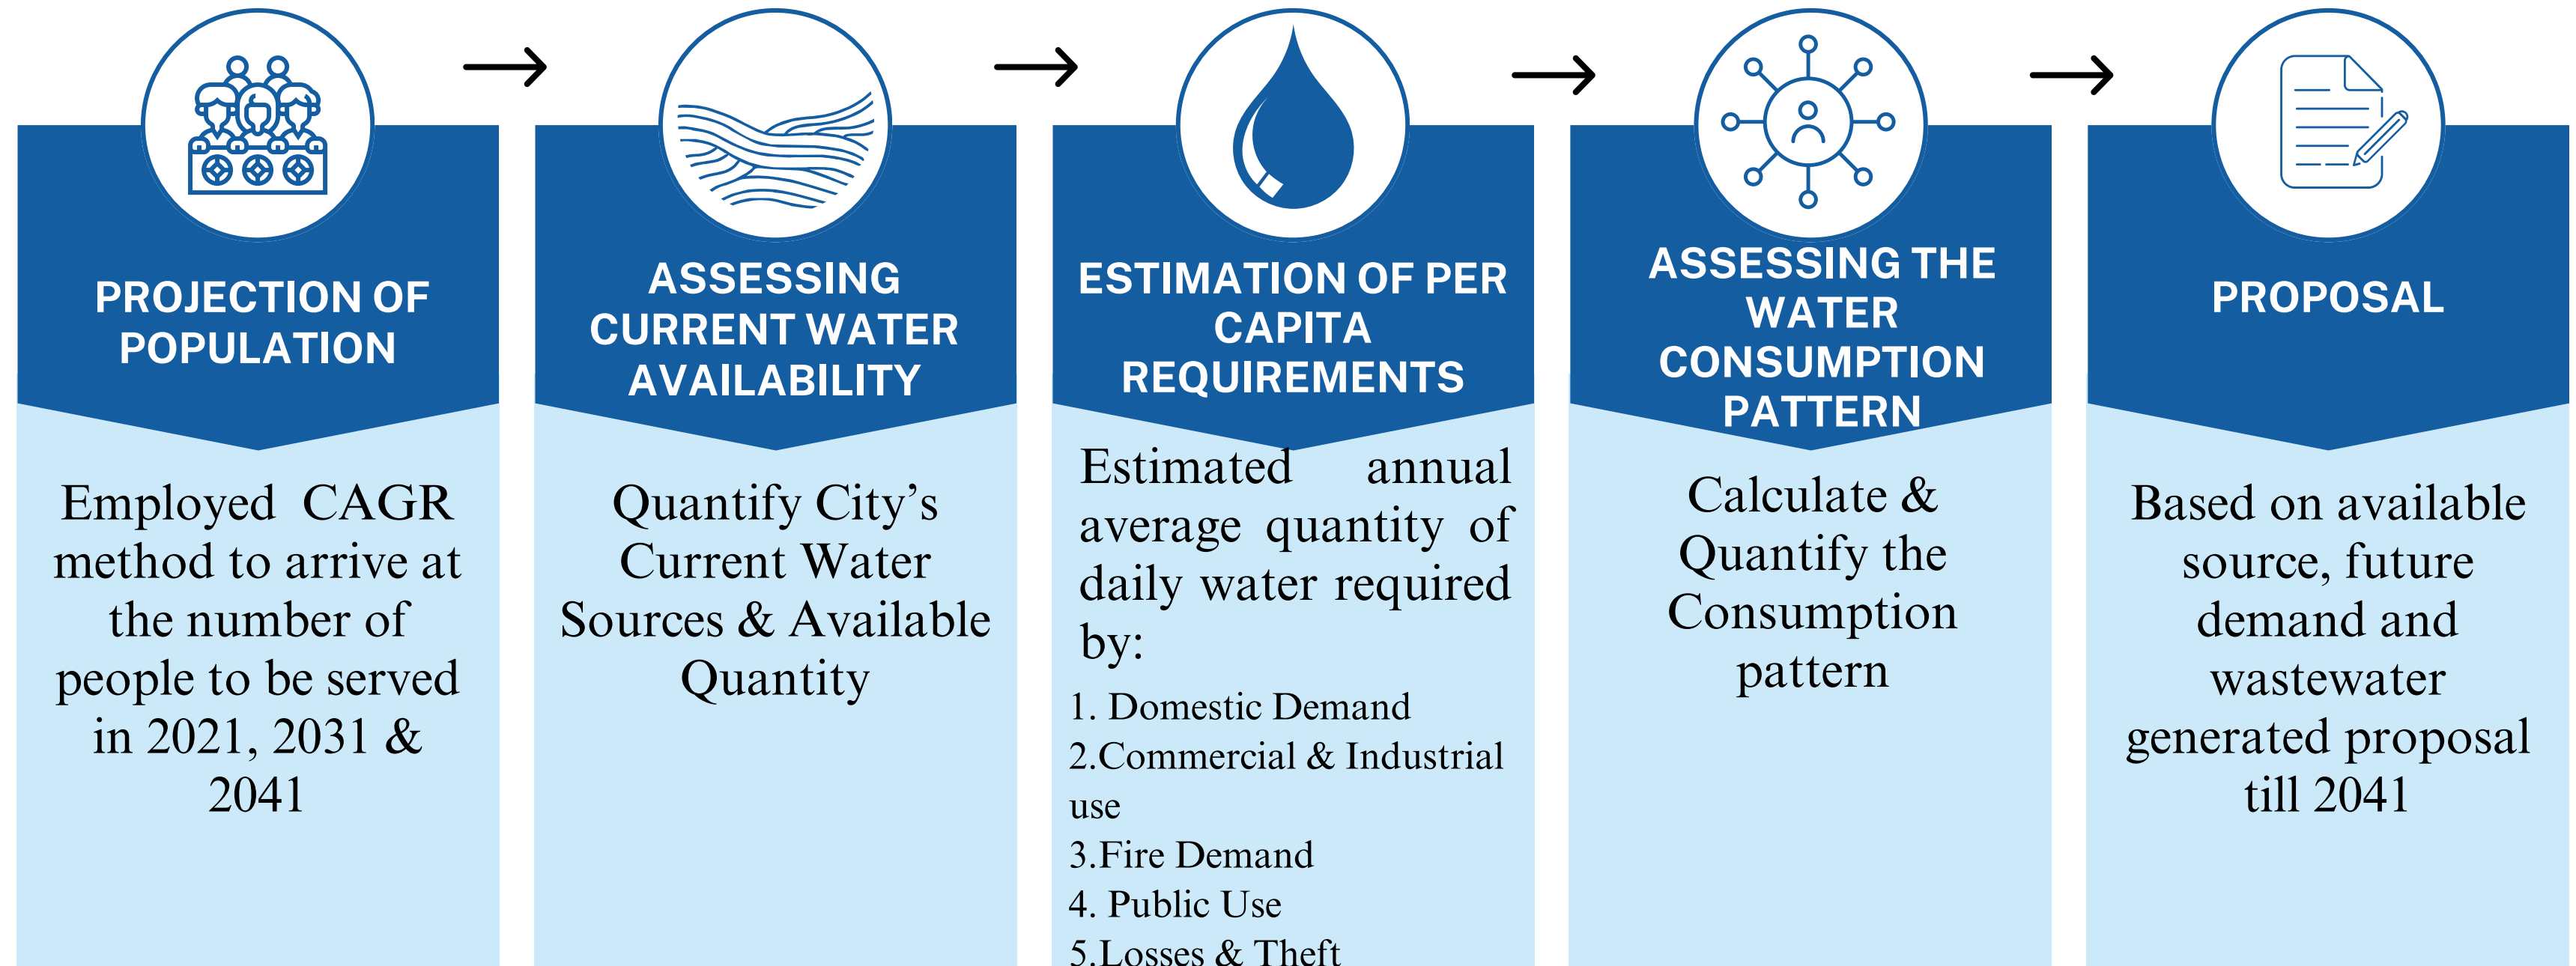 PROJECTION OF
POPULATION
Employed CAGR
method to arrive at
the number of
people to be served
in 2021, 2031 &
2041
ASSESSING
CURRENT WATER
AVAILABILITY
Quantify City’s
Current Water
Sources & Available
Quantity
ESTIMATION OF PER
CAPITA
REQUIREMENTS
Estimated annual
average quantity of
daily water required
by:
1. Domestic Demand
2.Commercial & Industrial
use
3.Fire Demand
4. Public Use
5.Losses & Theft
ASSESSING THE
WATER
CONSUMPTION
PATTERN
Calculate &
Quantify the
Consumption
pattern
PROPOSAL
Based on available
source, future
demand and
wastewater
generated proposal
till 2041